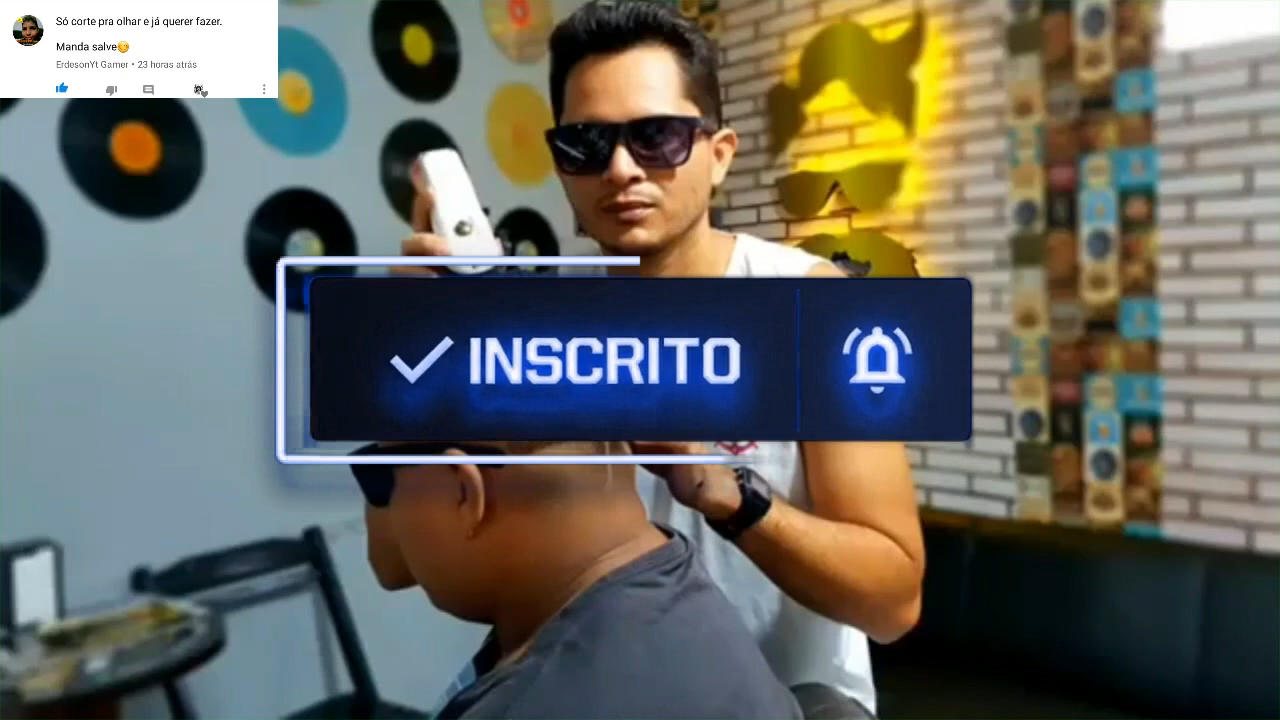 Só corte pra olhar e já querer fazer.
Manda salve😏
ErdesonYt Gamer • 23 horas atrás
INSCRITO